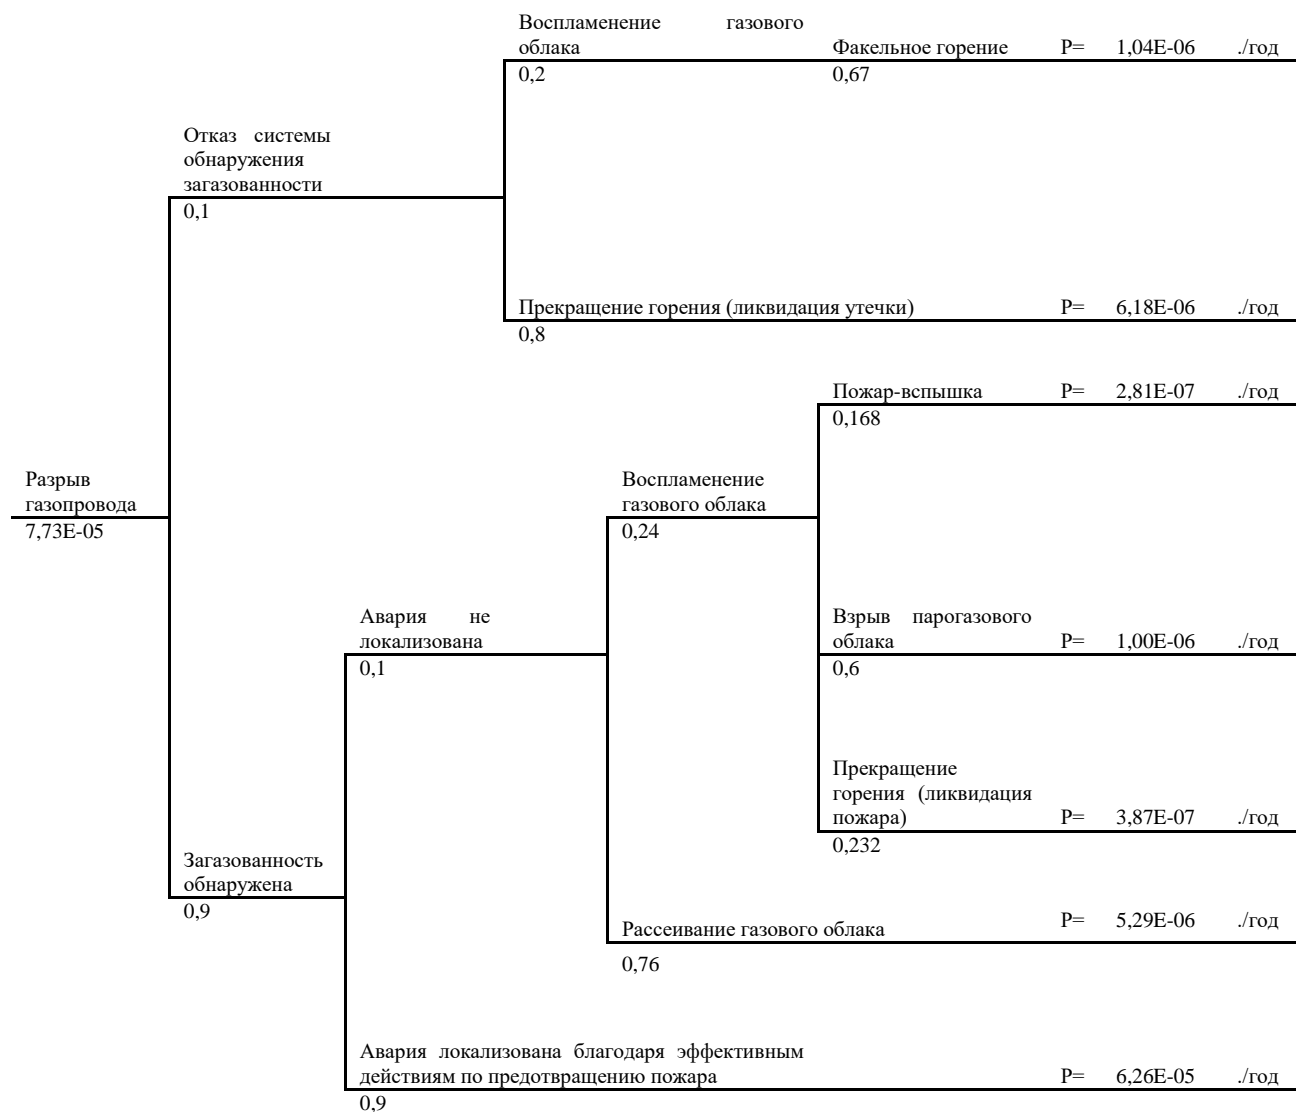 Воспламенение газового
облака
Факельное горение P= 1,04E-06 ./год
0,2
0,67
Отказ системы
обнаружения
загазованности
0,1
Прекращение горения (ликвидация утечки) P= 6,18E-06 ./год
0,8
Пожар-вспышка P= 2,81E-07 ./год
0,168
Разрыв
газопровода
7,73E-05
Воспламенение
газового облака
0,24
Авария не
локализована
0,1
Взрыв парогазового
облака P= 1,00E-06 ./год
0,6
Прекращение
горения (ликвидация
пожара) P= 3,87E-07 ./год
0,232
Загазованность
обнаружена
0,9
Рассеивание газового облака P= 5,29E-06 ./год
0,76
Авария локализована благодаря эффективным
действиям по предотвращению пожара P= 6,26E-05 ./год
0,9